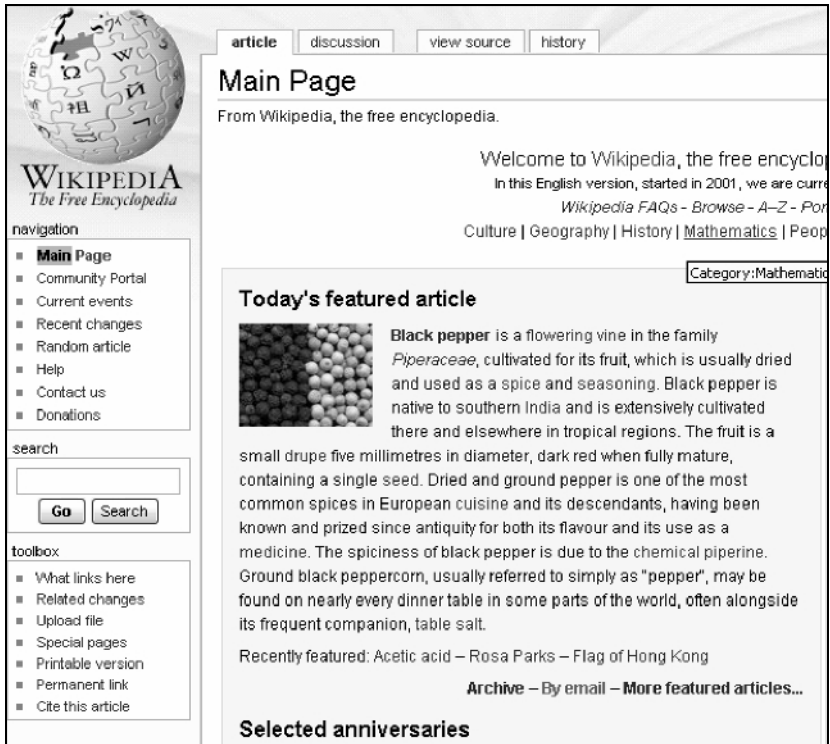 article discussion view source history
Main Page
From Wikipedia, the free encyclopedia.
Welcome to Wikipedia, the free encyclop
In this English version, started in 2001, we are curre
Wikipedia FAQs - Browse - A–Z - Por
Culture | Geography | History | Mathematics | Peop
Category:Mathematic
WIKIPEDIA
The Free Encyclopedia
navigation
Main Page
Community Portal
Current events
Recent changes
Random article
Help
Contact us
Donations
search
Go Search
toolbox
What links here
Related changes
Upload file
Special pages
Printable version
Permanent link
Cite this article
Today's featured article
Black pepper is a flowering vine in the family
Piperaceae, cultivated for its fruit, which is usually dried
and used as a spice and seasoning. Black pepper is
native to southern India and is extensively cultivated
there and elsewhere in tropical regions. The fruit is a
small drupe five millimetres in diameter, dark red when fully mature,
containing a single seed. Dried and ground pepper is one of the most
common spices in European cuisine and its descendants, having been
known and prized since antiquity for both its flavour and its use as a
medicine. The spiciness of black pepper is due to the chemical piperine.
Ground black peppercorn, usually referred to simply as "pepper", may be
found on nearly every dinner table in some parts of the world, often alongside
its frequent companion, table salt.
Recently featured: Acetic acid – Rosa Parks – Flag of Hong Kong
Archive – By email – More featured articles...
Selected anniversaries